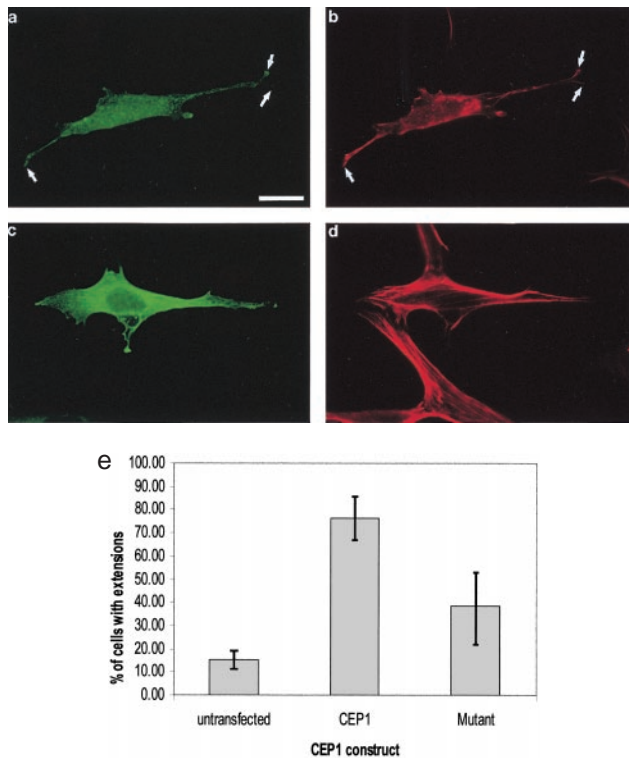 a
b
c
d
e
100.00
90.00
80.00
70.00
60.00
50.00
40.00
30.00
20.00
10.00
0.00
% of cells with extensions
untransfected CEP1 Mutant
CEP1 construct